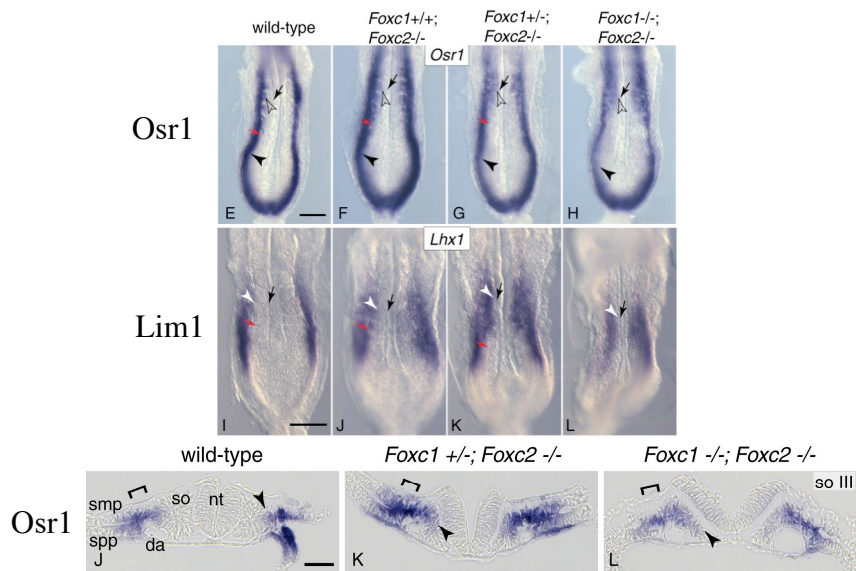 wild-type
Foxc1+/+;
Foxc2-/-
Foxc1+/-;
Foxc2-/-
Foxc1-/-;
Foxc2-/-
Osr1
Osr1
E
F
G
H
Lhx1
Lim1
I
J
K
L
wild-type
Foxc1 +/-; Foxc2 -/-
Foxc1 -/-; Foxc2 -/-
Osr1
smp
so
nt
spp
da
J
K
so III
L